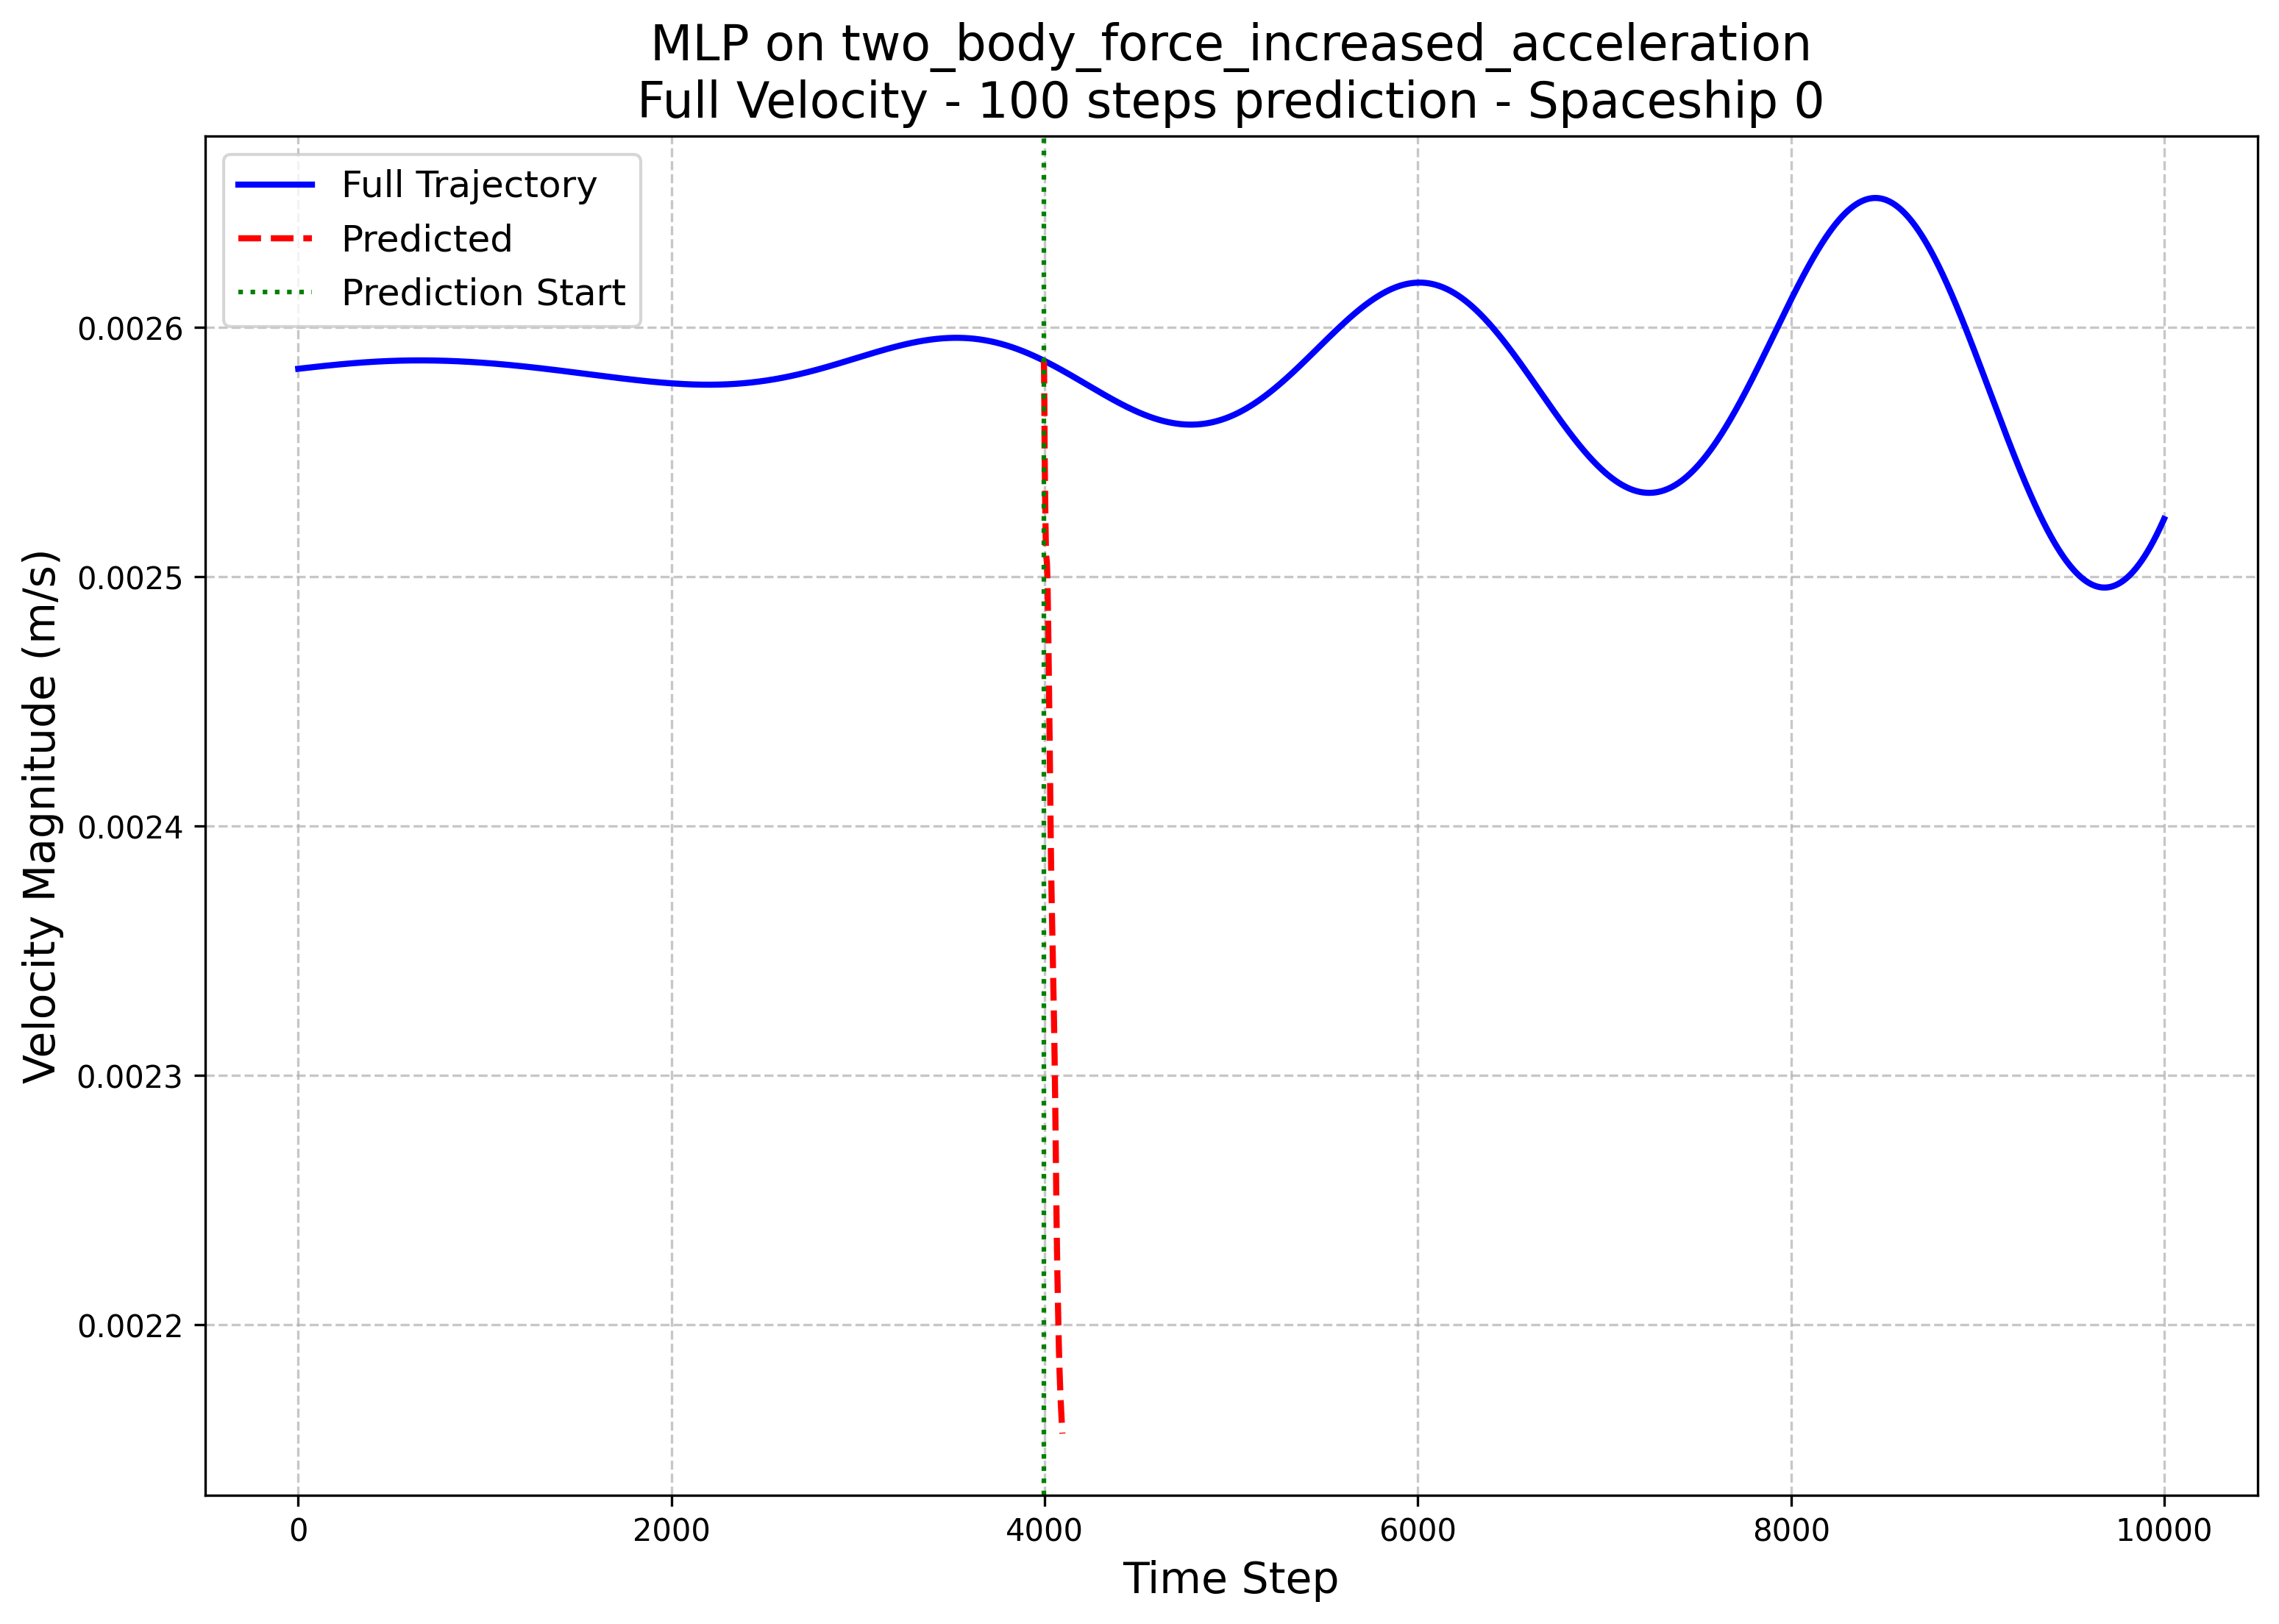 MLP on two_body_force_increased_acceleration
Full Velocity - 100 steps prediction - Spaceship 0
Full Trajectory
Predicted
Prediction Start
Velocity Magnitude (m/s)
0.0026
0.0025
0.0024
0.0023
0.0022
0 2000 4000 6000 8000 10000
Time Step